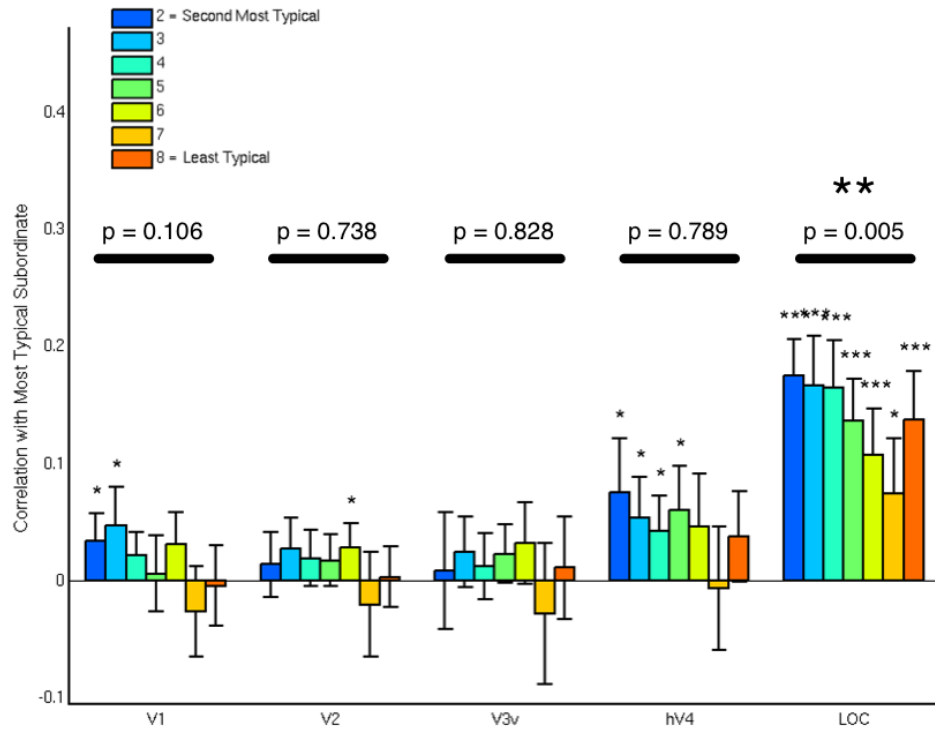 2 = Second Most Typical
3
4
5
6
7
8 = Least Typical
Correlation with Most Typical Subordinate
0.4
0.3
0.2
0.1
0
-0.1
**
p = 0.106 p = 0.738 p = 0.828 p = 0.789 p = 0.005
* *
*
* * * *
*** *** *** *** *** * ***
V1 V2 V3v hV4 LOC